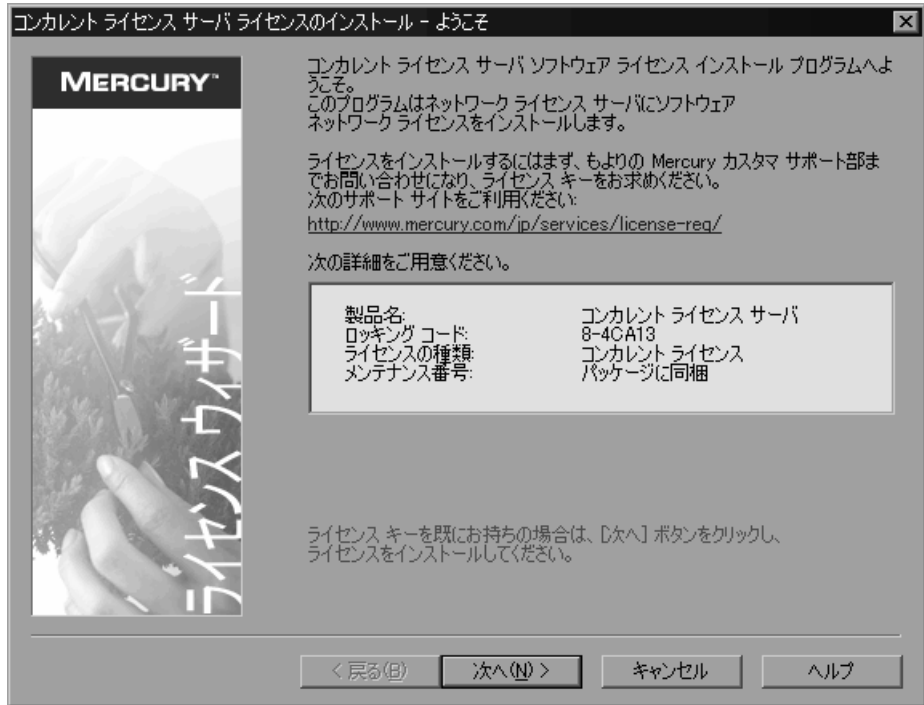 コンカレント ライセンス サーバ ライセンスのインストール - ようこそ
MERCURY™
ライセンス ウィザード
コンカレント ライセンス サーバ ソフトウェア ライセンス インストール プログラムへよ
うこそ。
このプログラムはネットワーク ライセンス サーバにソフトウェア
ネットワーク ライセンスをインストールします。
ライセンスをインストールするにはまず、もよりの Mercury カスタマ サポート部ま
でお問い合わせになり、ライセンス キーをお求めください。
次のサポート サイトをご利用ください:
http://www.mercury.com/jp/services/license-req/
次の詳細をご用意ください。
製品名: コンカレント ライセンス サーバ
ロッキング コード: 8-4CA13
ライセンスの種類: コンカレント ライセンス
メンテナンス番号: パッケージに同梱
ライセンス キーを既にお持ちの場合は、[次へ] ボタンをクリックし、
ライセンスをインストールしてください。
< 戻る(B) 次へ(N) > キャンセル ヘルプ